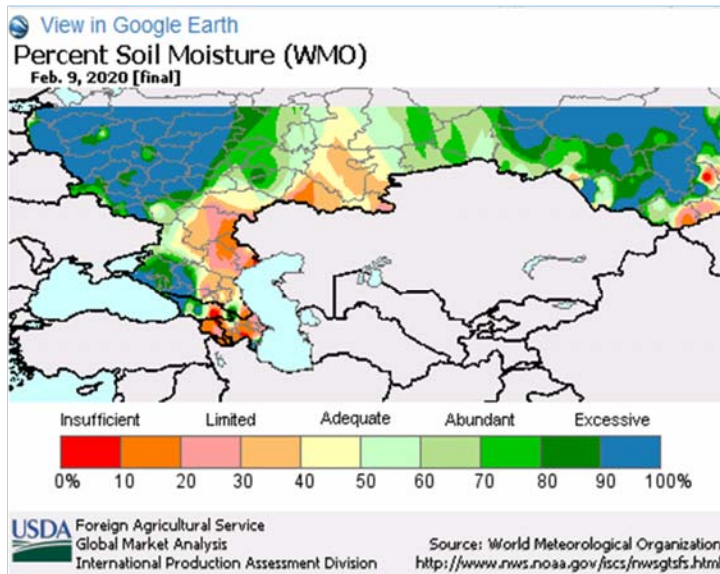 View in Google Earth
Percent Soil Moisture (WMO)
Feb. 9, 2020 [final]
Insufficient Limited Adequate Abundant Excessive
0% 10 20 30 40 50 60 70 80 90 100%
USDA Foreign Agricultural Service
Global Market Analysis
International Production Assessment Division
Source: World Meteorological Organization
http://www.nws.noaa.gov/iscs/nwsgtsfs.html